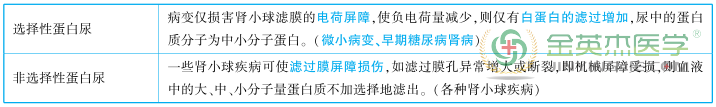 选择性蛋白尿
病变仅损害肾小球滤膜的电荷屏障,使负电荷量减少,则仅有白蛋白的滤过增加,尿中的蛋白
质分子为中小分子蛋白。(微小病变、早期糖尿病肾病)
非选择性蛋白尿
一些肾小球疾病可使滤过膜屏障损伤,如滤过膜孔异常增大或断裂,即机械屏障受损,则血液
中的大、中、小分子量蛋白质不加选择地滤出。(各种肾小球疾病)
金英杰医学®